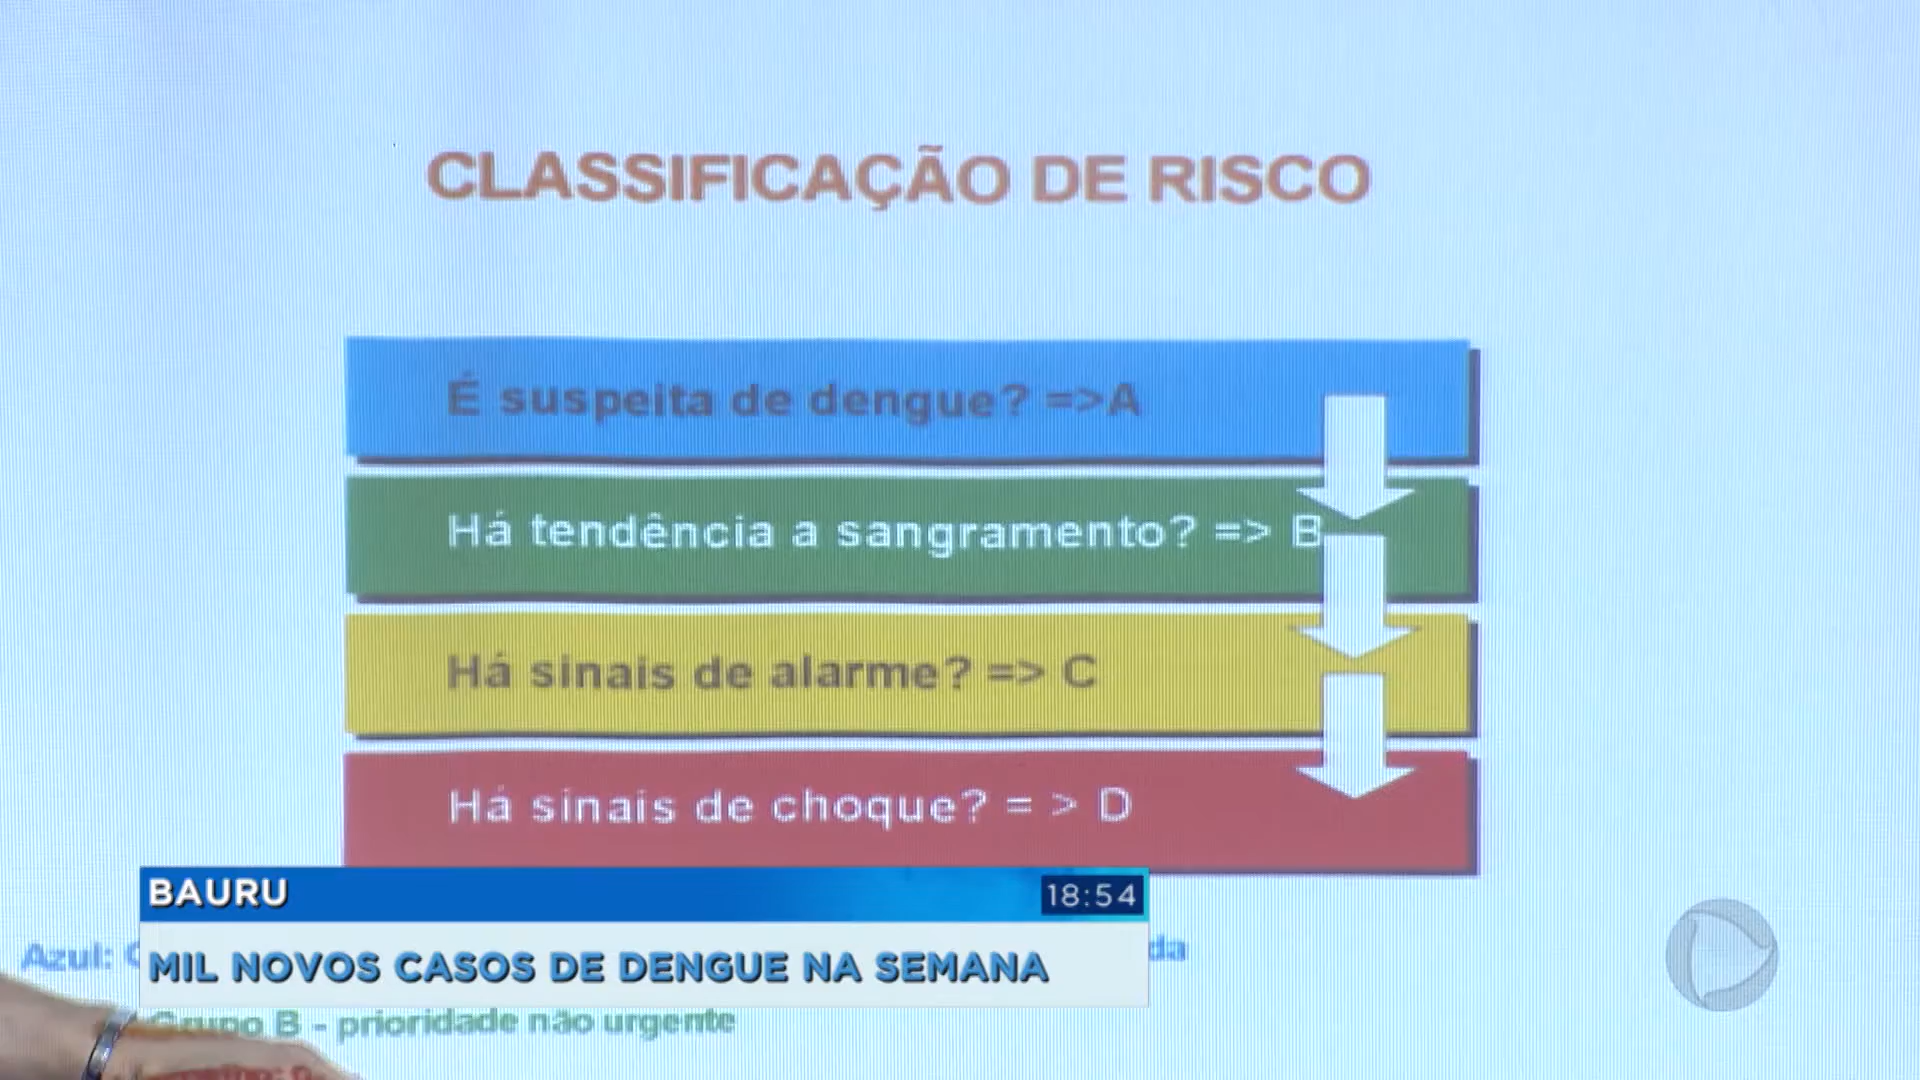 CLASSIFICAÇÃO DE RISCO
É suspeita de dengue? =>A
Há tendência a sangramento? => B
Há sinais de alarme? => C
Há sinais de choque? = > D
BAURU
18:54
Azul:
MIL NOVOS CASOS DE DENGUE NA SEMANA
Grupo B - prioridade não urgente